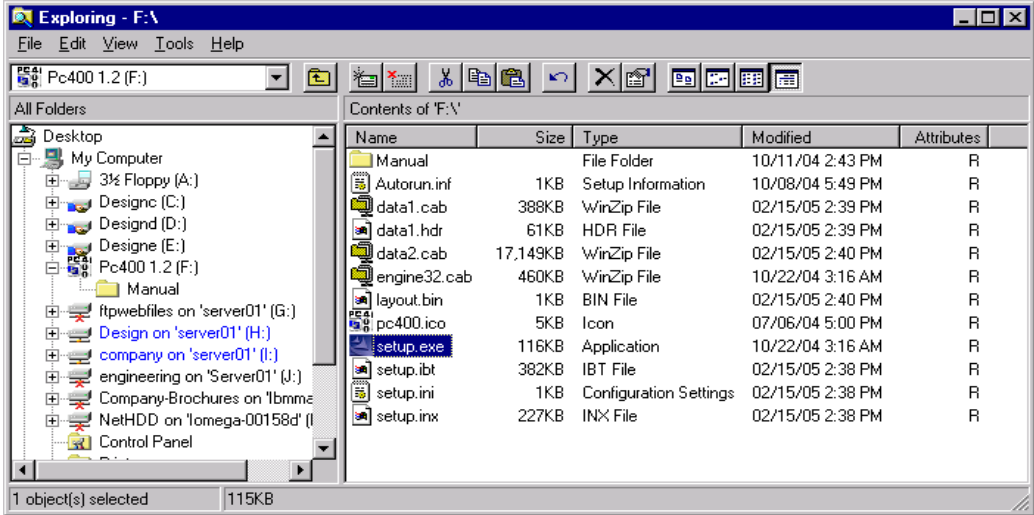 Exploring - F:\
File Edit View Tools Help
Pc400 1.2 (F:)
All Folders
Contents of 'F:\'
Desktop
My Computer
3½ Floppy (A:)
Designc (C:)
Designd (D:)
Designe (E:)
Pc400 1.2 (F:)
Manual
ftpwebfiles on 'server01' (G:)
Design on 'server01' (H:)
company on 'server01' (I:)
engineering on 'Server01' (J:)
Company-Brochures on 'Ibmma
NetHDD on 'Iomega-00158d' (
Control Panel
Name Size Type Modified Attributes
Manual File Folder 10/11/04 2:43 PM R
Autorun.inf 1KB Setup Information 10/08/04 5:49 PM R
data1.cab 388KB WinZip File 02/15/05 2:39 PM R
data1.hdr 61KB HDR File 02/15/05 2:39 PM R
data2.cab 17,149KB WinZip File 02/15/05 2:40 PM R
engine32.cab 460KB WinZip File 10/22/04 3:16 AM R
layout.bin 1KB BIN File 02/15/05 2:40 PM R
pc400.ico 5KB Icon 07/06/04 5:00 PM R
setup.exe 116KB Application 10/22/04 3:16 AM R
setup.ibt 382KB IBT File 02/15/05 2:38 PM R
setup.ini 1KB Configuration Settings 02/15/05 2:38 PM R
setup.inx 227KB INX File 02/15/05 2:38 PM R
1 object(s) selected 115KB